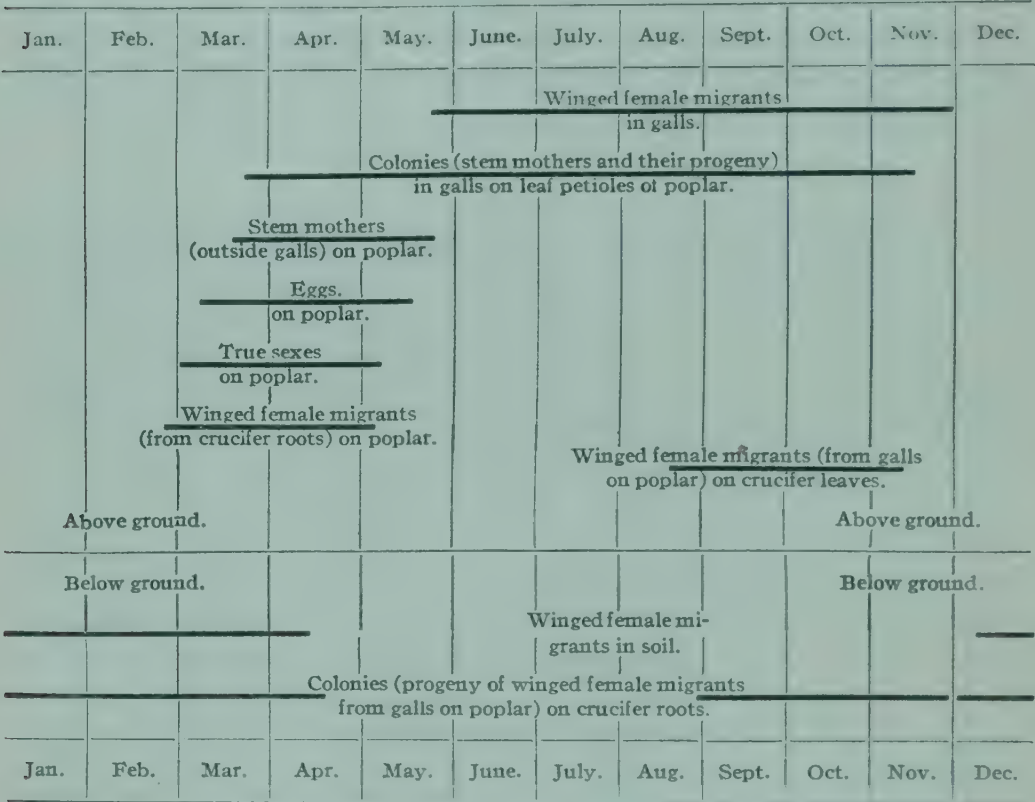 Jan. Feb. Mar. Apr. May. June. July. Aug. Sept. Oct. Nov. Dec.
Winged female migrants
in galls.
Colonies (stem mothers and their progeny)
in galls on leaf petioles of poplar.
Stem mothers
(outside galls) on poplar.
Eggs.
on poplar.
True sexes
on poplar.
Winged female migrants
(from crucifer roots) on poplar.
Winged female migrants (from galls
on poplar) on crucifer leaves.
Above ground. Above ground.
Below ground. Below ground.
Winged female mi-
grants in soil.
Colonies (progeny of winged female migrants
from galls on poplar) on crucifer roots.
Jan. Feb. Mar. Apr. May. June. July. Aug. Sept. Oct. Nov. Dec.